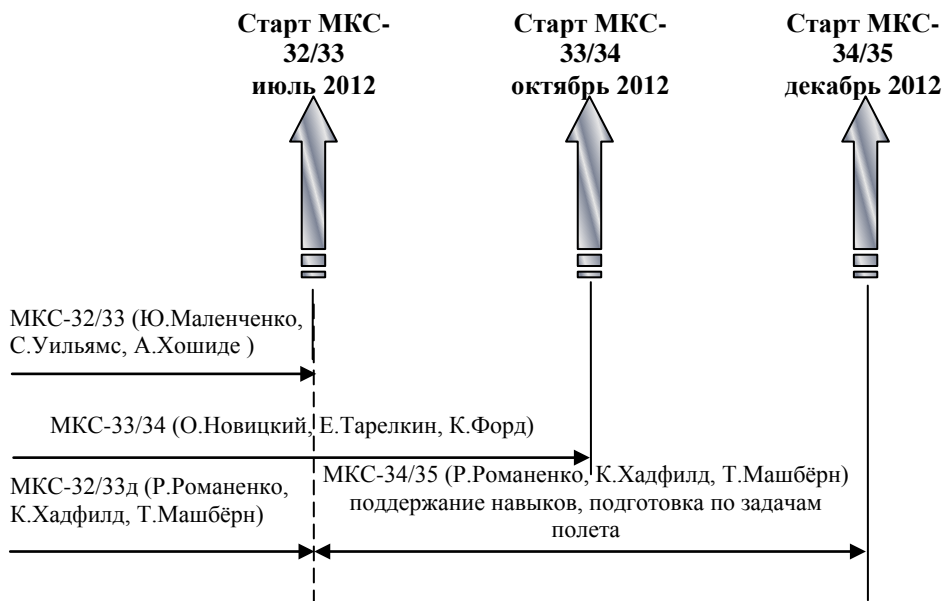 Старт МКС-
32/33
июль 2012
Старт МКС-
33/34
октябрь 2012
Старт МКС-
34/35
декабрь 2012
МКС-32/33 (Ю.Маленченко,
С.Уильямс, А.Хошиде )
МКС-33/34 (О.Новицкий, Е.Тарелкин, К.Форд)
МКС-32/33д (Р.Романенко,
К.Хадфилд, Т.Машбёрн)
МКС-34/35 (Р.Романенко, К.Хадфилд, Т.Машбёрн)
поддержание навыков, подготовка по задачам
полета